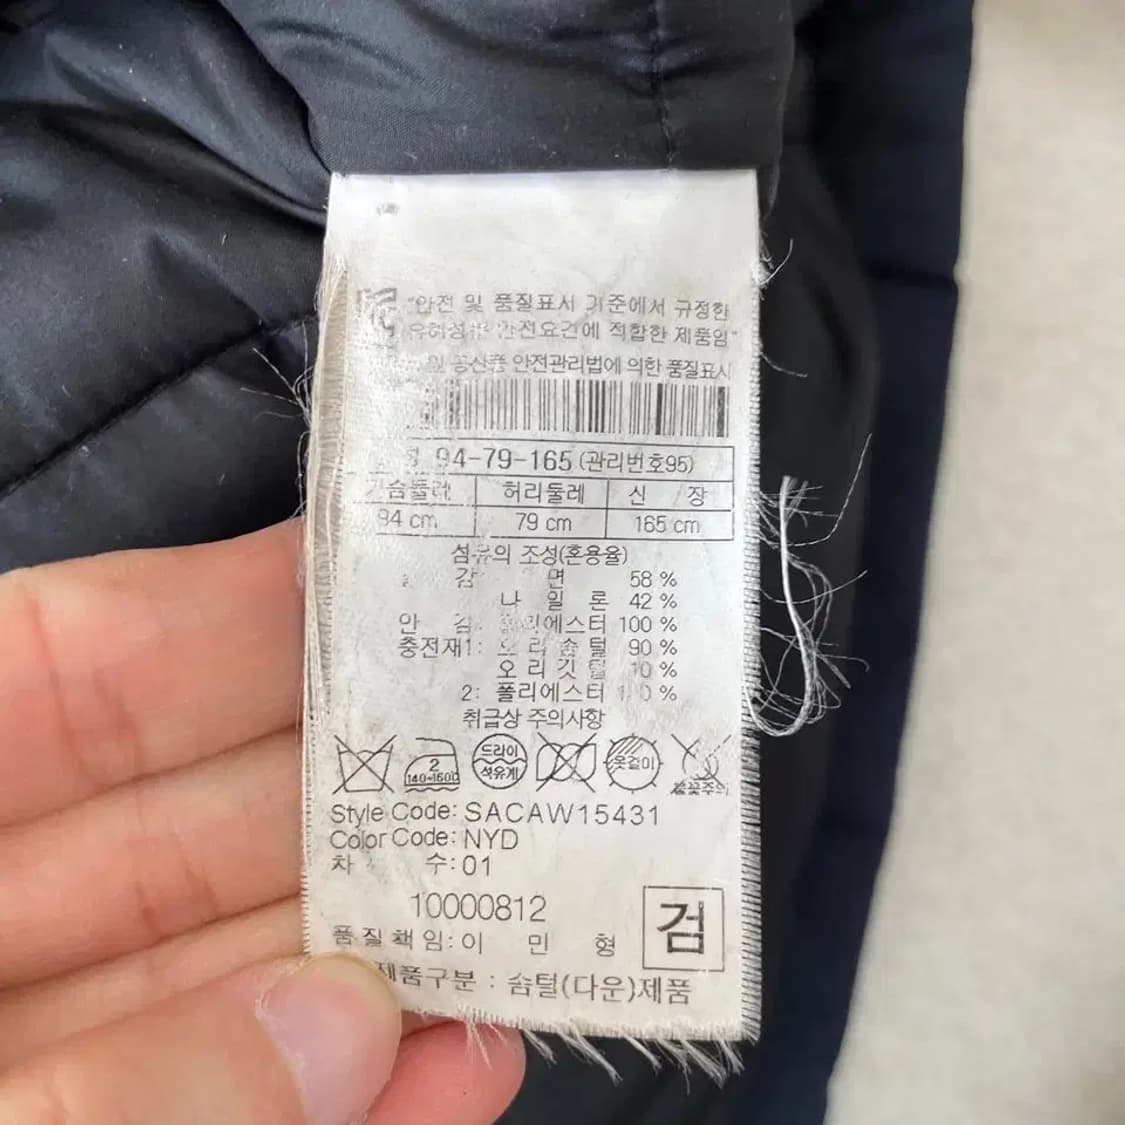 "안전 및 품질표시 기준에서 규정한
유해성 안전요건에 적합한 제품임"
및 공산품 안전관리법에 의한 품질표시
94-79-165 (관리번호95)
가슴둘레 허리둘레 신 장
94 cm 79 cm 165 cm
섬유의 조성(혼용율)
감 면 58 %
나 일 론 42 %
안 감: 폴리에스터 100 %
충전재1: 오 리 솜 털 90 %
오 리 깃 털 10 %
2: 폴리에스터 %
취급상 주의사항
2 140~160℃ 드라이 석유계 옷걸이 불꽃주의
Style Code: SACAW15431
Color Code: NYD
차 수: 01
10000812
품질책임: 이 민 형
검
제품구분 : 솜털(다운)제품